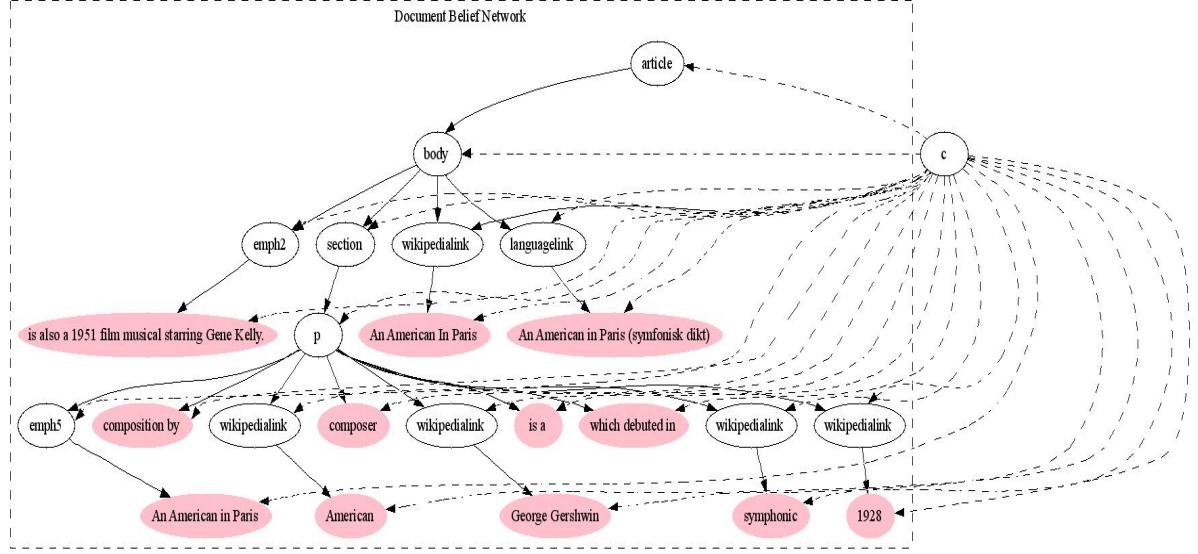 Document Belief Network
article
body
c
emph2
section
wikipedialink
languagelink
is also a 1951 film musical starring Gene Kelly.
p
An American In Paris
An American in Paris (symfonisk dikt)
emph5
composition by
wikipedialink
composer
wikipedialink
is a
which debuted in
wikipedialink
wikipedialink
An American in Paris
American
George Gershwin
symphonic
1928